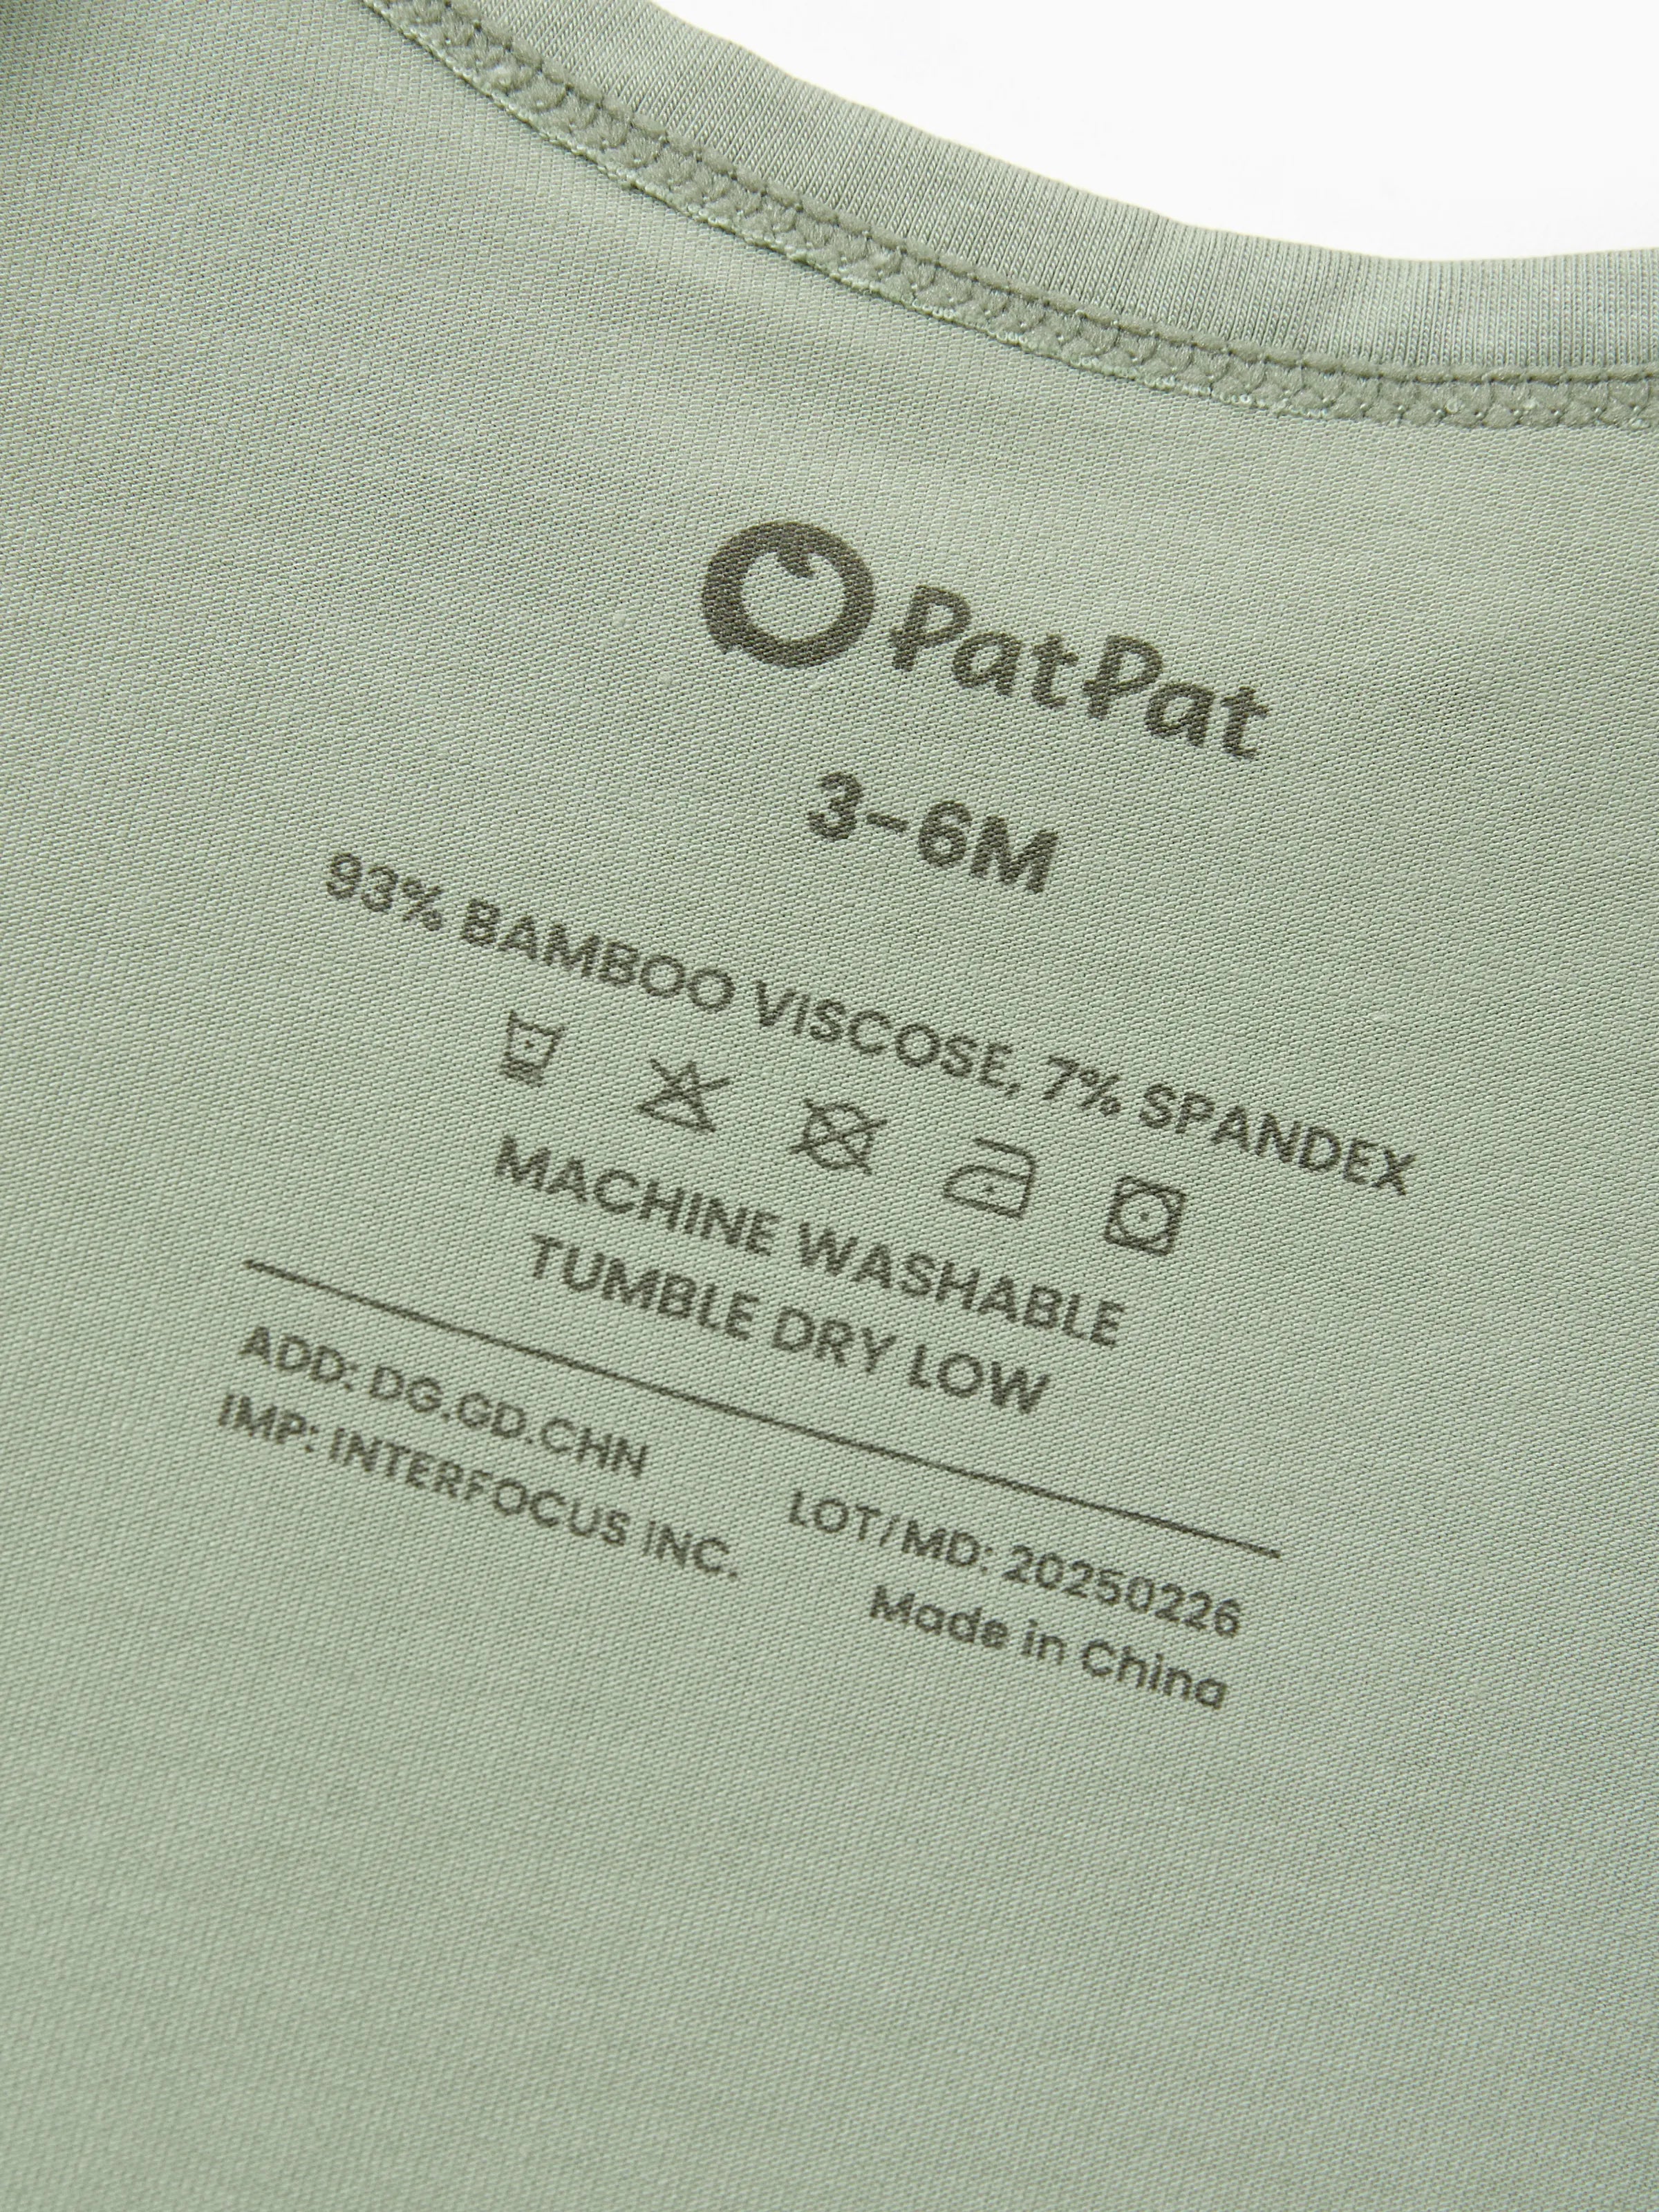 PatPat
3-6M
93% BAMBOO VISCOSE, 7% SPANDEX
MACHINE WASHABLE
TUMBLE DRY LOW
ADD: DG.GD.CHN LOT/MD: 20250226
IMP: INTERFOCUS INC. Made in China